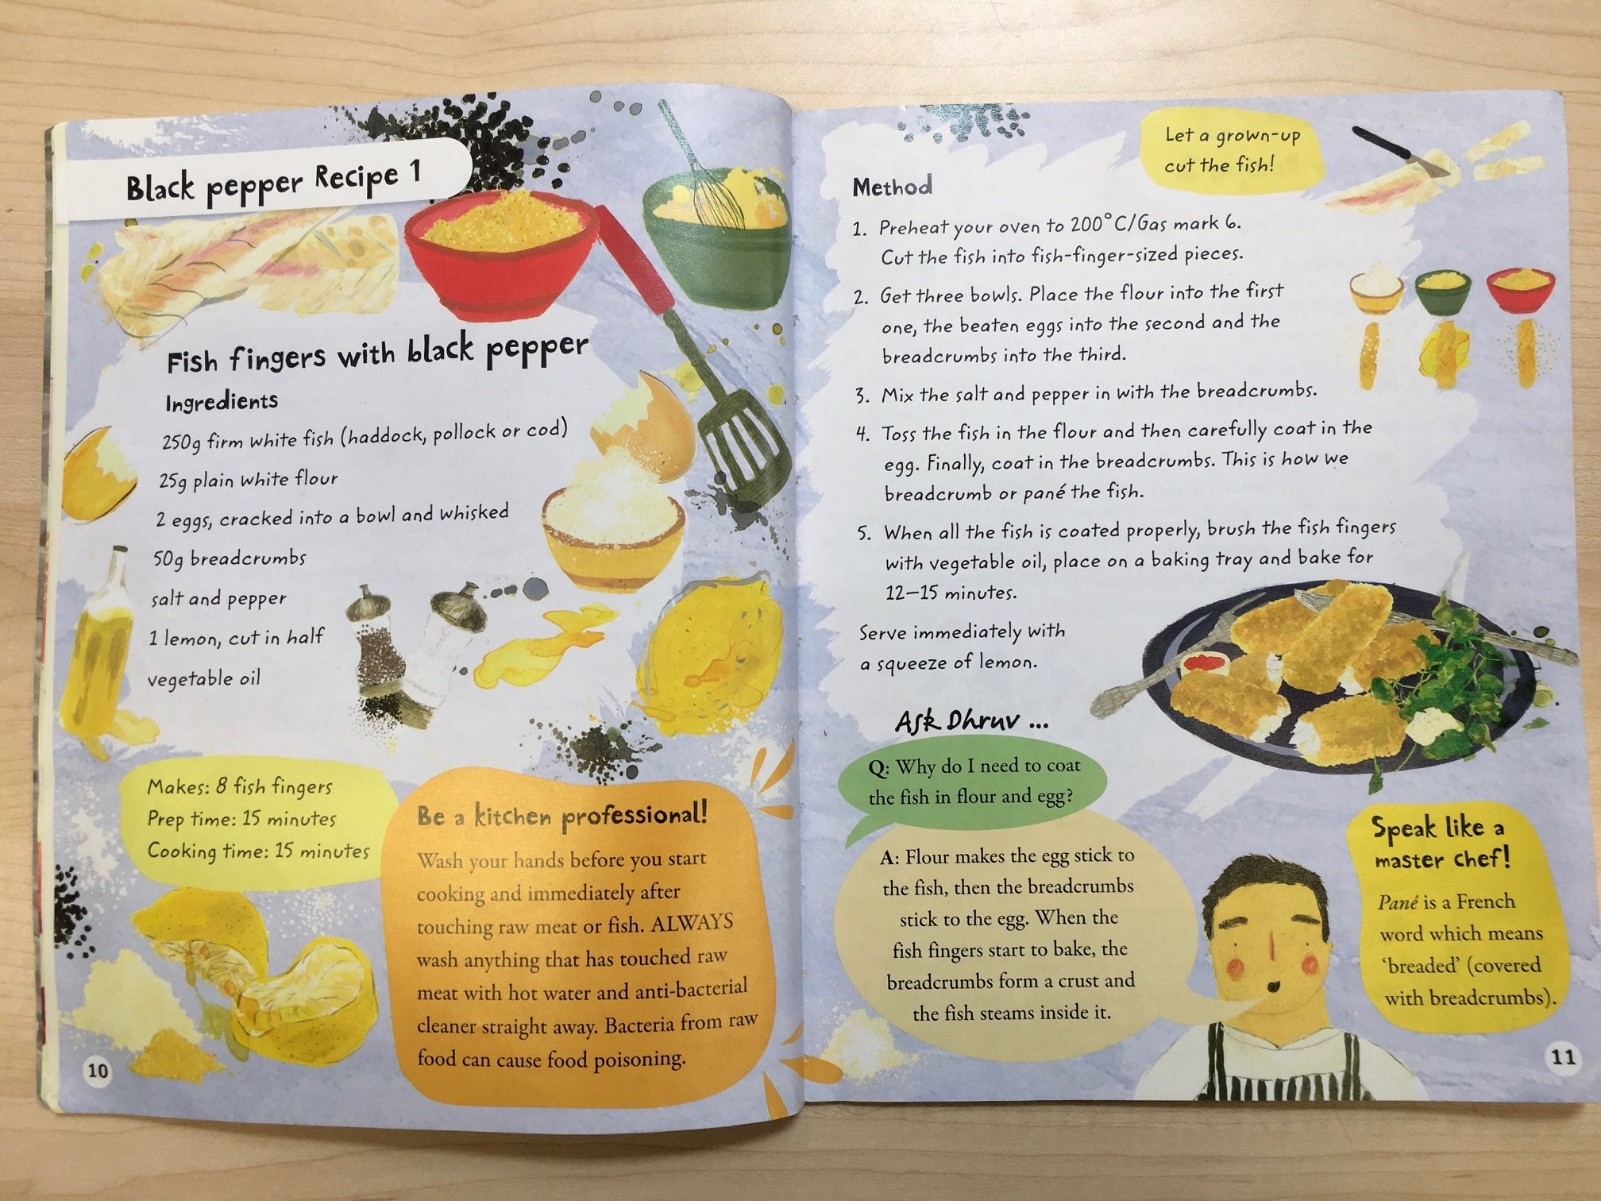 Black pepper Recipe 1
Fish fingers with black pepper
Ingredients
250g firm white fish (haddock, pollock or cod)
25g plain white flour
2 eggs, cracked into a bowl and whisked
50g breadcrumbs
salt and pepper
1 lemon, cut in half
vegetable oil
Makes: 8 fish fingers
Prep time: 15 minutes
Cooking time: 15 minutes
Be a kitchen professional!
Wash your hands before you start
cooking and immediately after
touching raw meat or fish. ALWAYS
wash anything that has touched raw
meat with hot water and anti-bacterial
cleaner straight away. Bacteria from raw
food can cause food poisoning.
10
Let a grown-up
cut the fish!
Method
1. Preheat your oven to 200°C/Gas mark 6.
Cut the fish into fish-finger-sized pieces.
2. Get three bowls. Place the flour into the first
one, the beaten eggs into the second and the
breadcrumbs into the third.
3. Mix the salt and pepper in with the breadcrumbs.
4. Toss the fish in the flour and then carefully coat in the
egg. Finally, coat in the breadcrumbs. This is how we
breadcrumb or pané the fish.
5. When all the fish is coated properly, brush the fish fingers
with vegetable oil, place on a baking tray and bake for
12–15 minutes.
Serve immediately with
a squeeze of lemon.
Ask Dhruv ...
Q: Why do I need to coat
the fish in flour and egg?
A: Flour makes the egg stick to
the fish, then the breadcrumbs
stick to the egg. When the
fish fingers start to bake, the
breadcrumbs form a crust and
the fish steams inside it.
Speak like a
master chef!
Pané is a French
word which means
‘breaded’ (covered
with breadcrumbs).
11